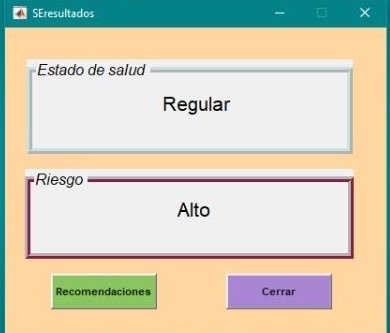 SEresultados
Estado de salud
Regular
Riesgo
Alto
Recomendaciones
Cerrar